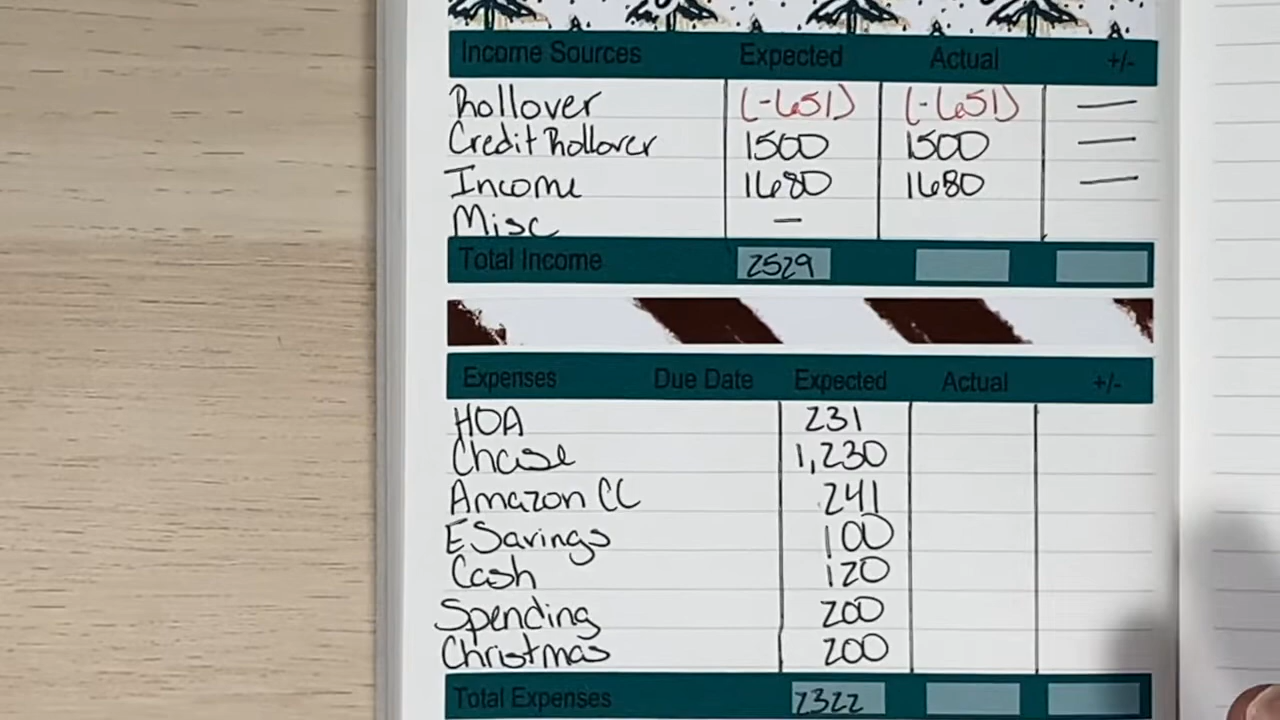 Income Sources Expected Actual +/-
Rollover (-651) (-651) —
Credit Rollover 1500 1500 —
Income 1680 1680 —
Misc —
Total Income 2529
Expenses Due Date Expected Actual +/-
HOA 231
Chase 1,230
Amazon CC 241
ESavings 100
Cash 120
Spending 200
Christmas 200
Total Expenses 2322